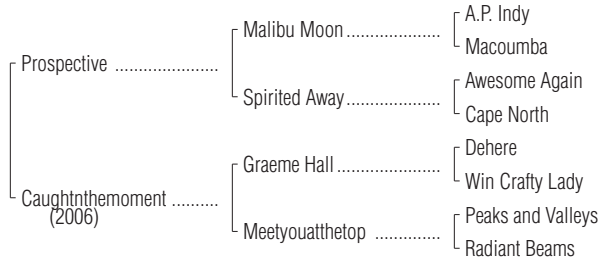 A.P. Indy
Malibu Moon ....................
Macoumba
Prospective ......................
Awesome Again
Spirited Away....................
Cape North
Dehere
Graeme Hall......................
Win Crafty Lady
Caughtnthemoment ..........
(2006)
Peaks and Valleys
Meetyouatthetop ..............
Radiant Beams